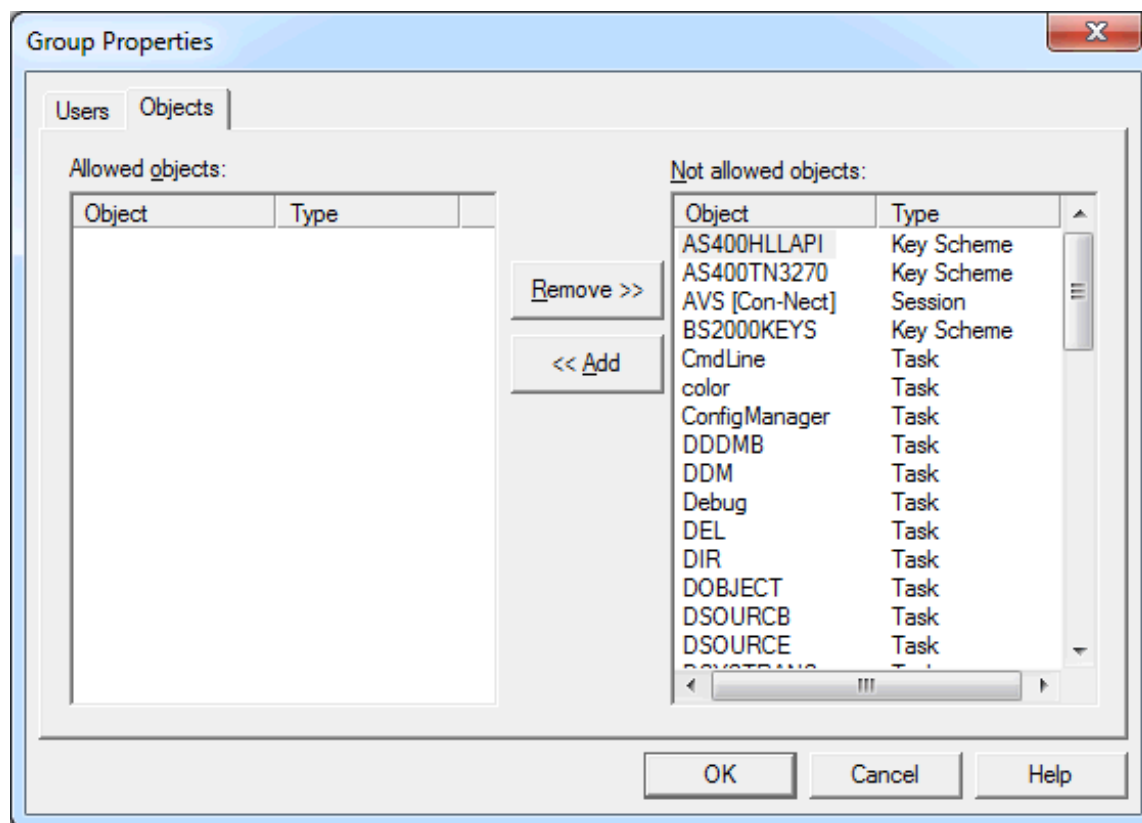 Group Properties
Users Objects
Allowed objects:
Object Type
Remove >>
<< Add
Not allowed objects:
Object Type
AS400HLLAPI Key Scheme
AS400TN3270 Key Scheme
AVS [Con-Nect] Session
BS2000KEYS Key Scheme
CmdLine Task
color Task
ConfigManager Task
DDDMB Task
DDM Task
Debug Task
DEL Task
DIR Task
DOBJECT Task
DSOURCB Task
DSOURCE Task
OK Cancel Help